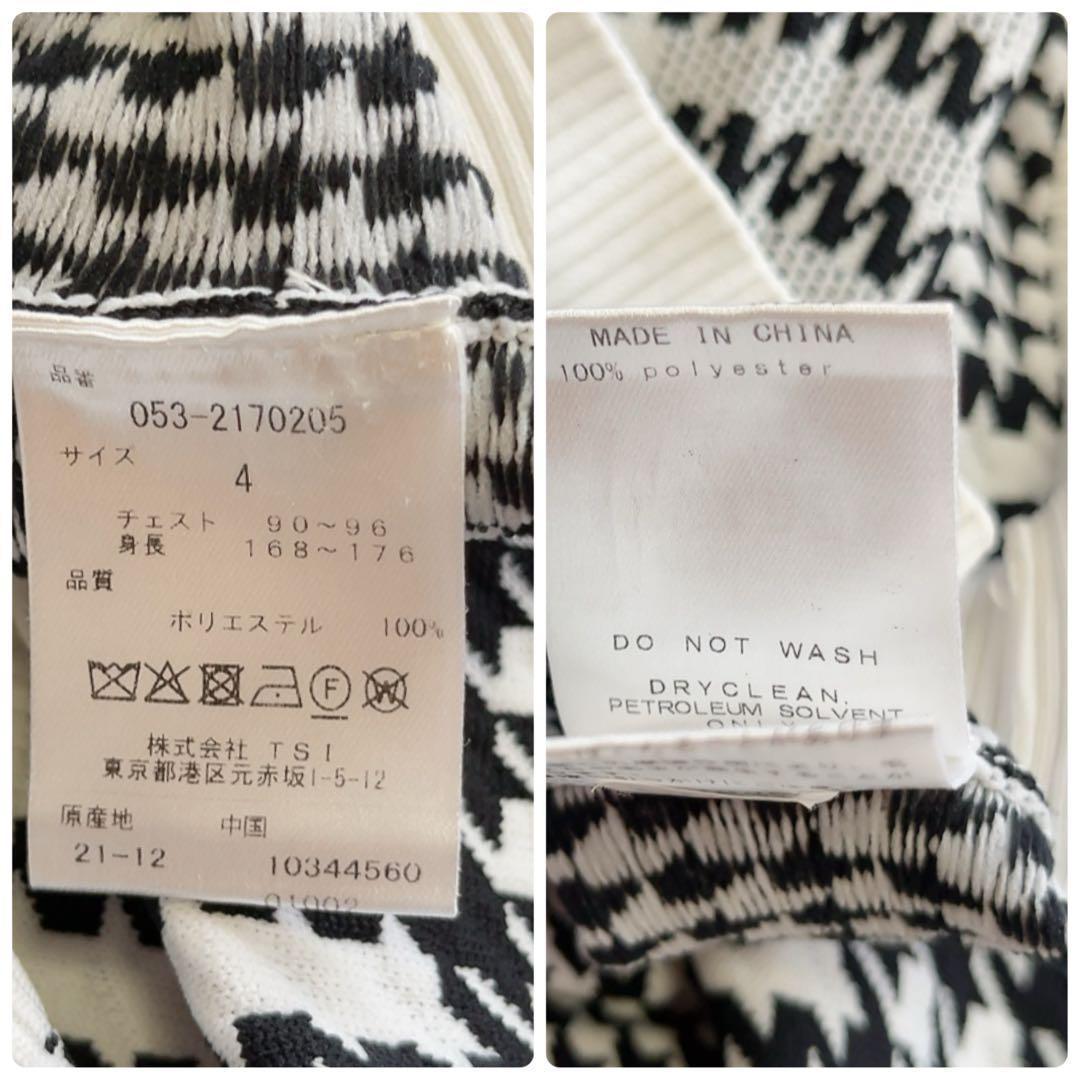 品番
053-2170205
サイズ
4
チェスト 90~96
身長 168~176
品質
ポリエステル 100%
F W
株式会社 TSI
東京都港区元赤坂1-5-12
原産地 中国
21-12 10344560
01002
MADE IN CHINA
100% polyester
DO NOT WASH
DRYCLEAN,
PETROLEUM SOLVENT
ONLY